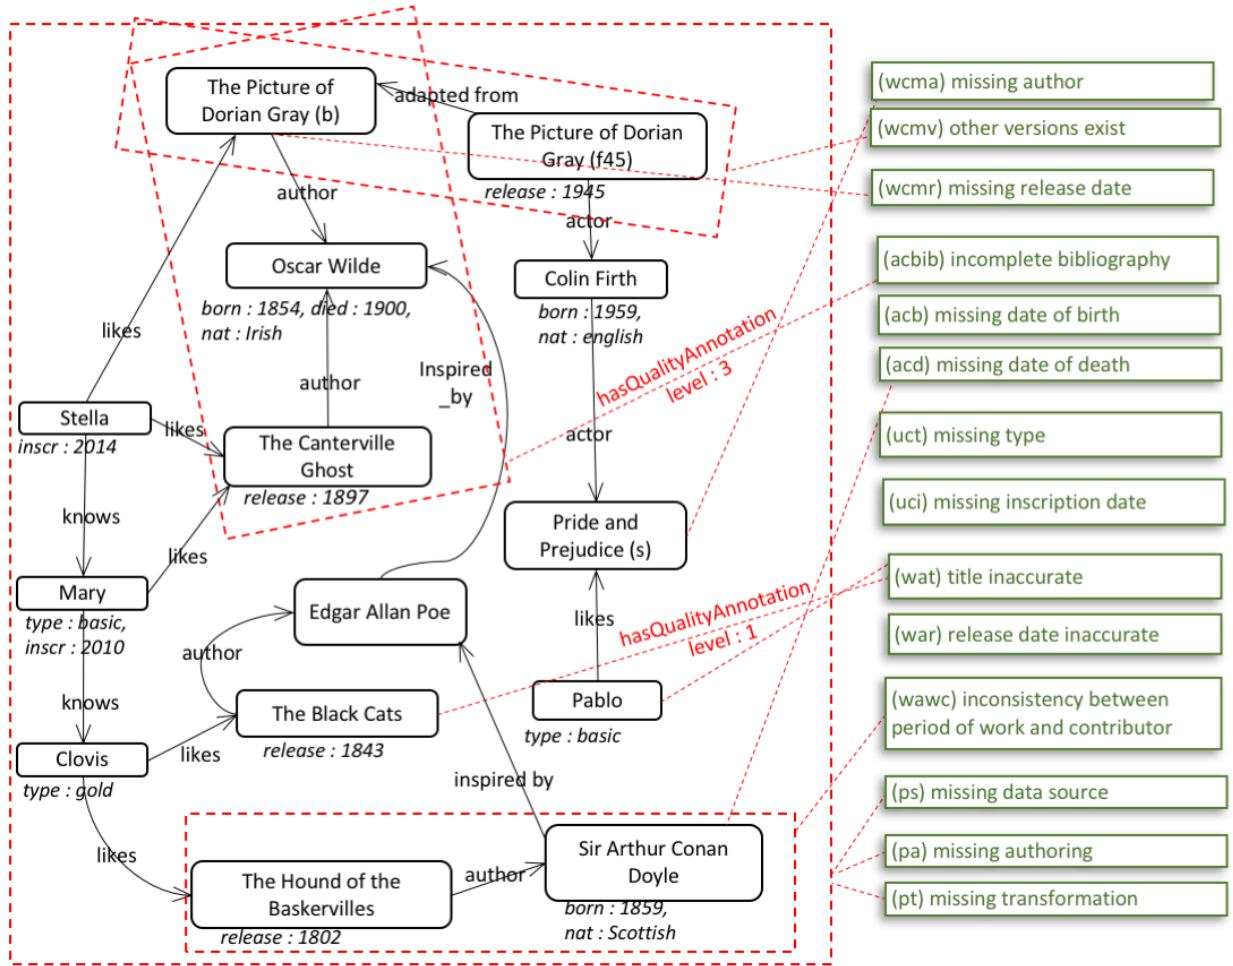 The Picture of
Dorian Gray (b)
adapted from
The Picture of Dorian
Gray (f45)
release : 1945
author
actor
Oscar Wilde
born : 1854, died : 1900,
nat : Irish
Colin Firth
born : 1959,
nat : english
likes
author
Inspired
_by
hasQualityAnnotation
level : 3
actor
Stella
inscr : 2014
likes
The Canterville
Ghost
release : 1897
knows
likes
Pride and
Prejudice (s)
Mary
type : basic,
inscr : 2010
Edgar Allan Poe
likes
hasQualityAnnotation
level : 1
author
knows
The Black Cats
release : 1843
Pablo
type : basic
Clovis
type : gold
likes
inspired by
likes
The Hound of the
Baskervilles
release : 1802
author
Sir Arthur Conan
Doyle
born : 1859,
nat : Scottish
(wcma) missing author
(wcmv) other versions exist
(wcmr) missing release date
(acbib) incomplete bibliography
(acb) missing date of birth
(acd) missing date of death
(uct) missing type
(uci) missing inscription date
(wat) title inaccurate
(war) release date inaccurate
(wawc) inconsistency between
period of work and contributor
(ps) missing data source
(pa) missing authoring
(pt) missing transformation